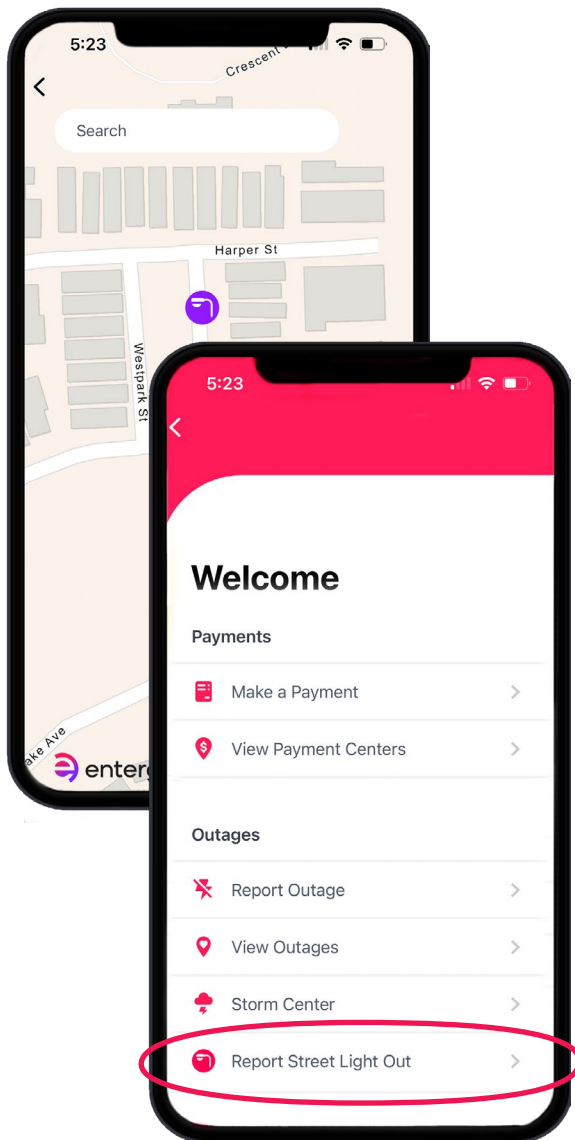 5:23
Crescent
Search
Harper St
Westpark St
ake Ave
enterg
5:23
Welcome
Payments
Make a Payment
View Payment Centers
Outages
Report Outage
View Outages
Storm Center
Report Street Light Out